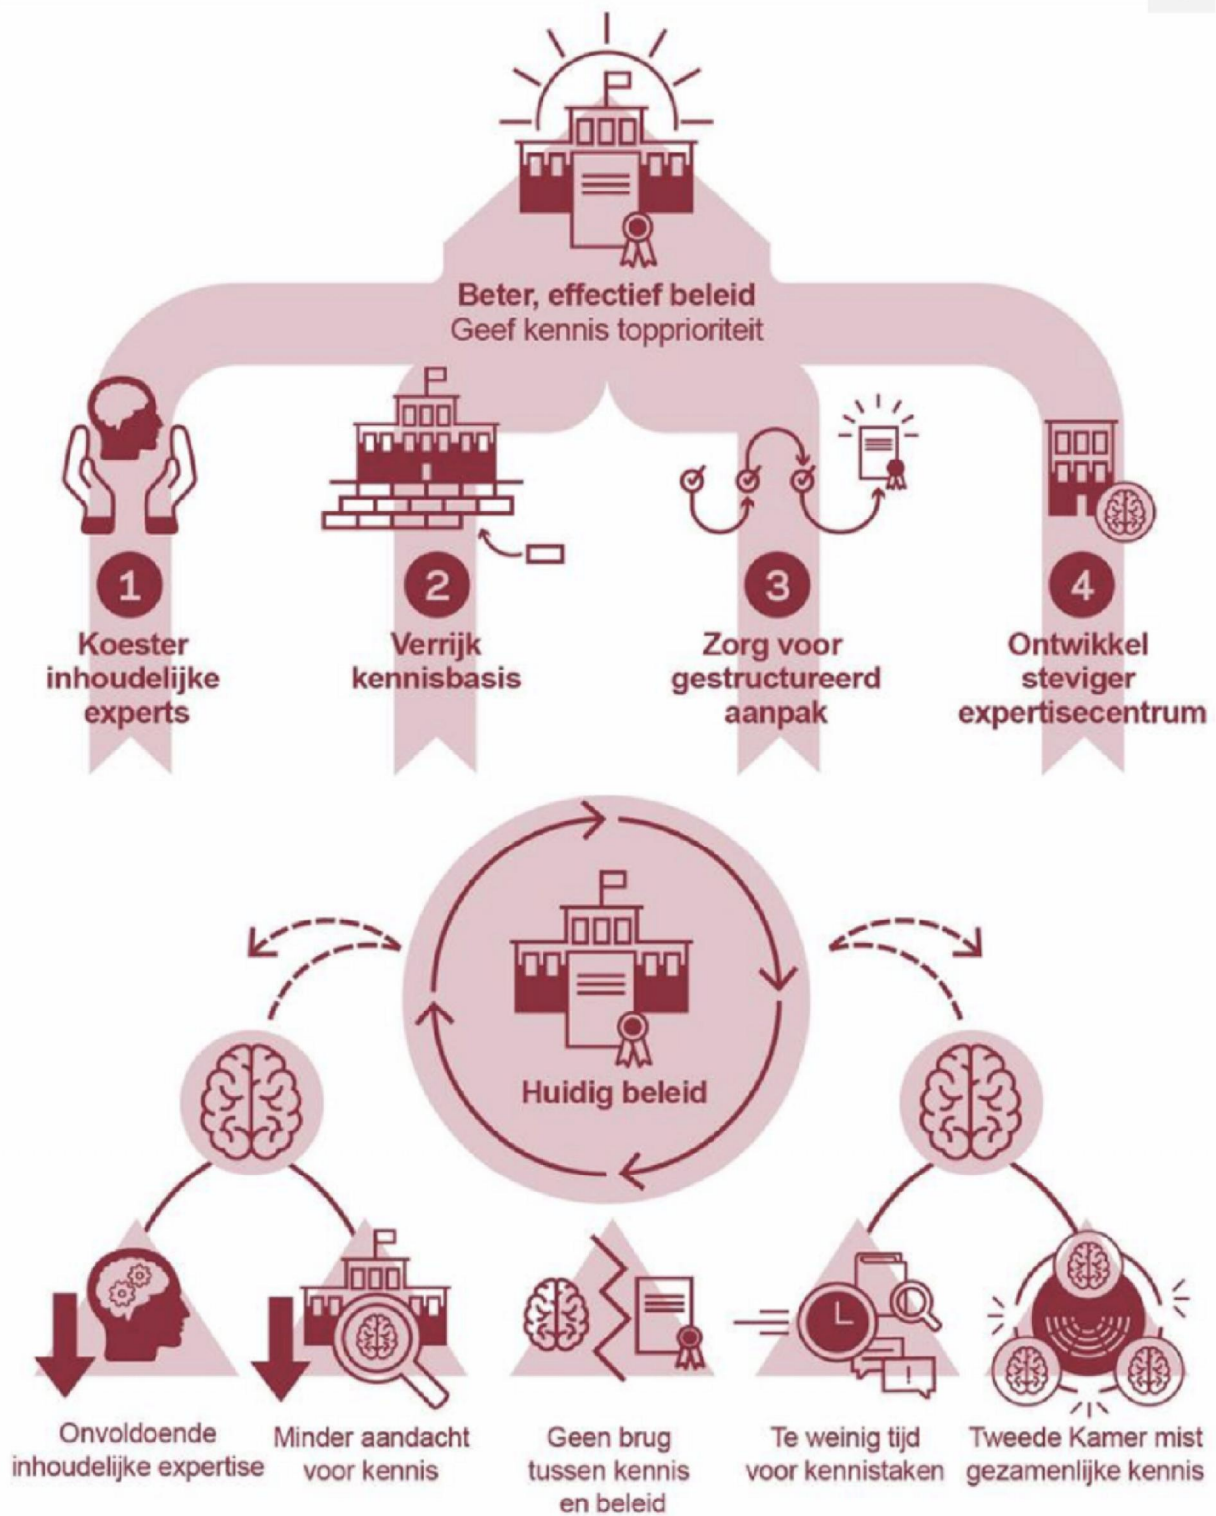 Beter, effectief beleid
Geef kennis topprioriteit
1
Koester
inhoudelijke
experts
2
Verrijk
kennisbasis
3
Zorg voor
gestructureerd
aanpak
4
Ontwikkel
steviger
expertisecentrum
Huidig beleid
Onvoldoende
inhoudelijke expertise
Minder aandacht
voor kennis
Geen brug
tussen kennis
en beleid
!
Te weinig tijd
voor kennistaken
Tweede Kamer mist
gezamenlijke kennis